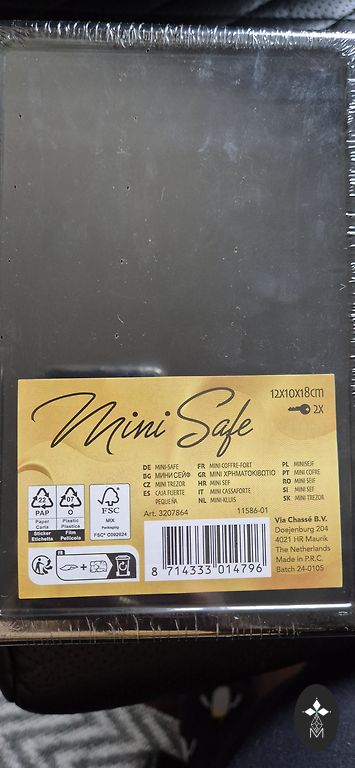 Mini Safe
12X10X18cm
2X
DE MINI-SAFE
BG МИНИ СЕЙФ
CZ MINI TREZOR
ES CAJA FUERTE
PEQUEÑA
FR MINI COFFRE-FORT
GR ΜΙΝΙ ΧΡΗΜΑΤΟΚΙΒΩΤΙΟ
HR MINI SEF
IT MINI CASSAFORTE
NL MINI-KLUIS
PL MINISEIF
PT MINI COFRE
RO MINI SEIF
SI MINI SEF
SK MINI TREZOR
22
PAP
Paper
Carta
Sticker
Etichetta
07
O
Plastic
Plastica
Film
Pellicola
FSC
MIX
Packaging
FSC® C092624
FR
Art. 3207864
11586-01
8 714333 014796
Via Chassé B.V.
Doejenburg 204
4021 HR Maurik
The Netherlands
Made in P.R.C.
Batch 24-0105
M